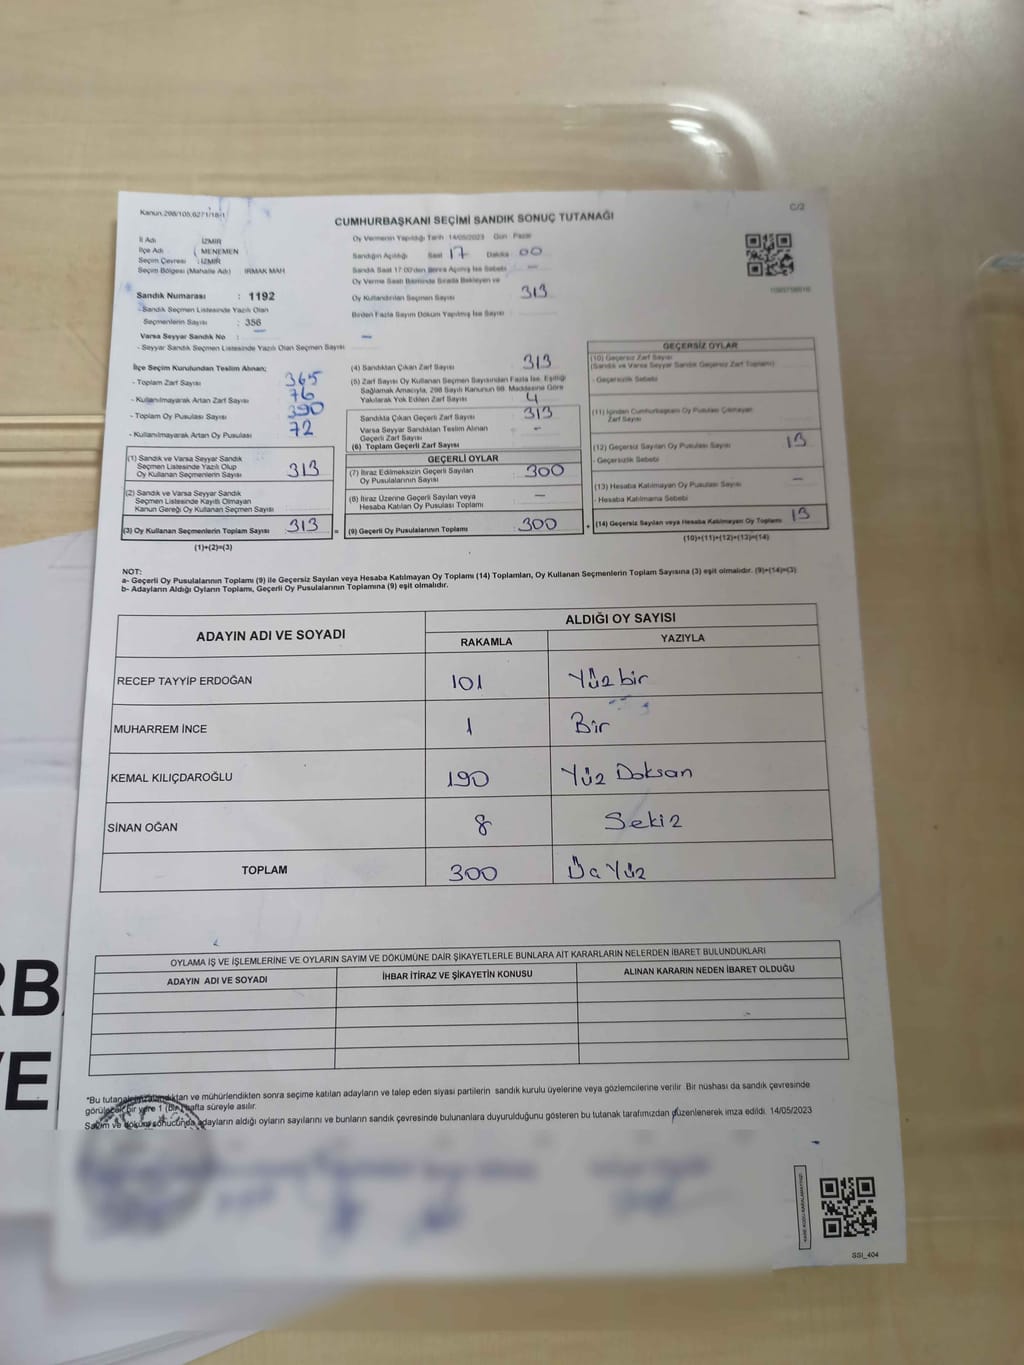 Kanun:298/105,6271/18-1
C/2
CUMHURBAŞKANI SEÇİMİ SANDIK SONUÇ TUTANAĞI
İl Adı İZMİR
İlçe Adı ( MENEMEN
Seçim Çevresi : İZMİR
Seçim Bölgesi (Mahalle Adı) IRMAK MAH
Sandık Numarası : 1192
Sandık Seçmen Listesinde Yazılı Olan
Seçmenlerin Sayısı : 356
Varsa Seyyar Sandık No :
- Seyyar Sandık Seçmen Listesinde Yazılı Olan Seçmen Sayısı
Oy Vermenin Yapıldığı Tarih 14/05/2023 Gün Pazar
Sandığın Açıldığı Saat 17 Dakika 00
Sandık Saat 17:00'den Sonra Açılmış İse Sebebi —
Oy Verme Saati Bitiminde Sırada Bekleyen ve
Oy Kullandırılan Seçmen Sayısı 313
Birden Fazla Sayım Döküm Yapılmış İse Sayısı
İlçe Seçim Kurulundan Teslim Alınan;
- Toplam Zarf Sayısı 365
- Kullanılmayarak Artan Zarf Sayısı 76
- Toplam Oy Pusulası Sayısı 390
- Kullanılmayarak Artan Oy Pusulası 72
(1) Sandık ve Varsa Seyyar Sandık
Seçmen Listesinde Yazılı Olup
Oy Kullanan Seçmenlerin Sayısı 313
(2) Sandık ve Varsa Seyyar Sandık
Seçmen Listesinde Kayıtlı Olmayan
Kanun Gereği Oy Kullanan Seçmen Sayısı
(3) Oy Kullanan Seçmenlerin Toplam Sayısı 313 =
(1)+(2)=(3)
(4) Sandıktan Çıkan Zarf Sayısı 313
(5) Zarf Sayısı Oy Kullanan Seçmen Sayısından Fazla İse, Eşitliği
Sağlamak Amacıyla, 298 Sayılı Kanunun 98. Maddesine Göre
Yakılarak Yok Edilen Zarf Sayısı 4
Sandıkta Çıkan Geçerli Zarf Sayısı : 313
Varsa Seyyar Sandıktan Teslim Alınan
Geçerli Zarf Sayısı —
(6) Toplam Geçerli Zarf Sayısı
GEÇERLİ OYLAR
(7) İtiraz Edilmeksizin Geçerli Sayılan
Oy Pusulalarının Sayısı : 300
(8) İtiraz Üzerine Geçerli Sayılan veya
Hesaba Katılan Oy Pusulası Toplamı : —
(9) Geçerli Oy Pusulalarının Toplamı : 300 +
GEÇERSİZ OYLAR
(10) Geçersiz Zarf Sayısı
(Sandık ve Varsa Seyyar Sandık Geçersiz Zarf Toplamı)
- Geçersizlik Sebebi
(11) İçinden Cumhurbaşkanı Oy Pusulası Çıkmayan
Zarf Sayısı
(12) Geçersiz Sayılan Oy Pusulası Sayısı 13
- Geçersizlik Sebebi
(13) Hesaba Katılmayan Oy Pusulası Sayısı —
- Hesaba Katılmama Sebebi
(14) Geçersiz Sayılan veya Hesaba Katılmayan Oy Toplamı 13
(10)+(11)+(12)+(13)=(14)
NOT:
a- Geçerli Oy Pusulalarının Toplamı (9) ile Geçersiz Sayılan veya Hesaba Katılmayan Oy Toplamı (14) Toplamları, Oy Kullanan Seçmenlerin Toplam Sayısına (3) eşit olmalıdır. (9)+(14)=(3)
b- Adayların Aldığı Oyların Toplamı, Geçerli Oy Pusulalarının Toplamına (9) eşit olmalıdır.
ADAYIN ADI VE SOYADI
ALDIĞI OY SAYISI
RAKAMLA YAZIYLA
RECEP TAYYİP ERDOĞAN 101 Yüzbir
MUHARREM İNCE 1 Bir
KEMAL KILIÇDAROĞLU 190 Yüz Doksan
SİNAN OĞAN 8 Sekiz
TOPLAM 300 Üç Yüz
OYLAMA İŞ VE İŞLEMLERİNE VE OYLARIN SAYIM VE DÖKÜMÜNE DAİR ŞİKAYETLERLE BUNLARA AİT KARARLARIN NELERDEN İBARET BULUNDUKLARI
ADAYIN ADI VE SOYADI İHBAR İTİRAZ VE ŞİKAYETİN KONUSU ALINAN KARARIN NEDEN İBARET OLDUĞU
*Bu tutanak ve mühürlendikten sonra seçime katılan adayların ve talep eden siyasi partilerin sandık kurulu üyelerine veya gözlemcilerine verilir. Bir nüshası da sandık çevresinde
görülecek bir yere 1 (Bir) hafta süreyle asılır.
Sayım ve döküm sonucunda adayların aldığı oyların sayılarını ve bunların sandık çevresinde bulunanlara duyurulduğunu gösteren bu tutanak tarafımızdan düzenlenerek imza edildi. 14/05/2023
SSI_404
RB
VE